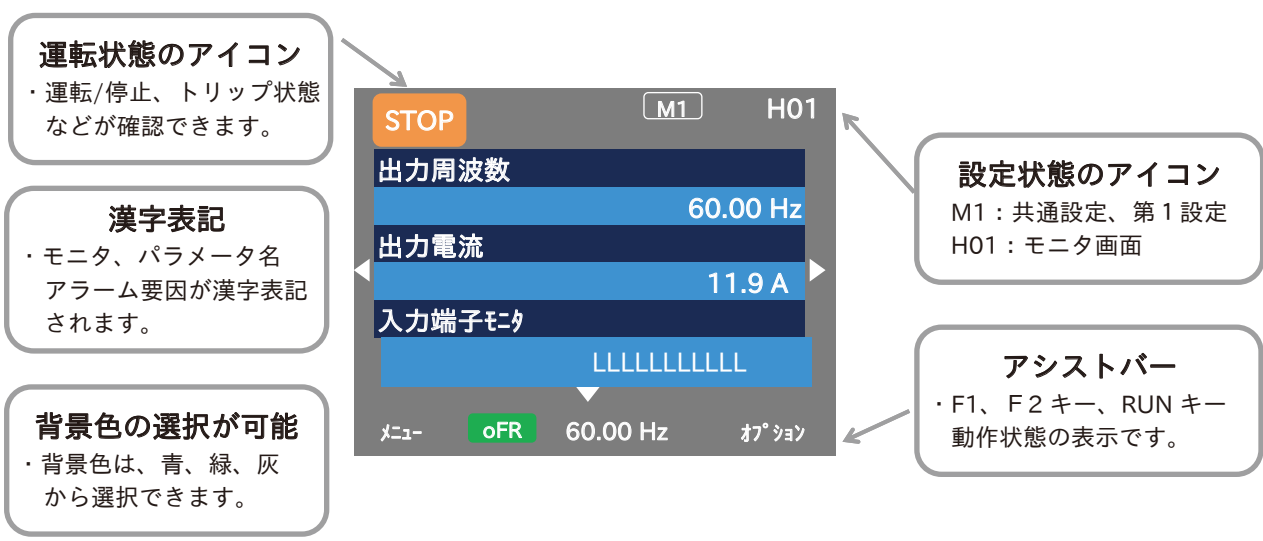 運転状態のアイコン
・運転/停止、トリップ状態
などが確認できます。
漢字表記
・モニタ、パラメータ名
アラーム要因が漢字表記
されます。
背景色の選択が可能
・背景色は、青、緑、灰
から選択できます。
STOP M1 H01
出力周波数
60.00 Hz
出力電流
11.9 A
入力端子ﾓﾆﾀ
LLLLLLLLLLL
ﾒﾆｭｰ oFR 60.00 Hz ｵﾌﾟｼｮﾝ
設定状態のアイコン
M1：共通設定、第１設定
H01：モニタ画面
アシストバー
・F1、Ｆ２キー、RUN キー
動作状態の表示です。